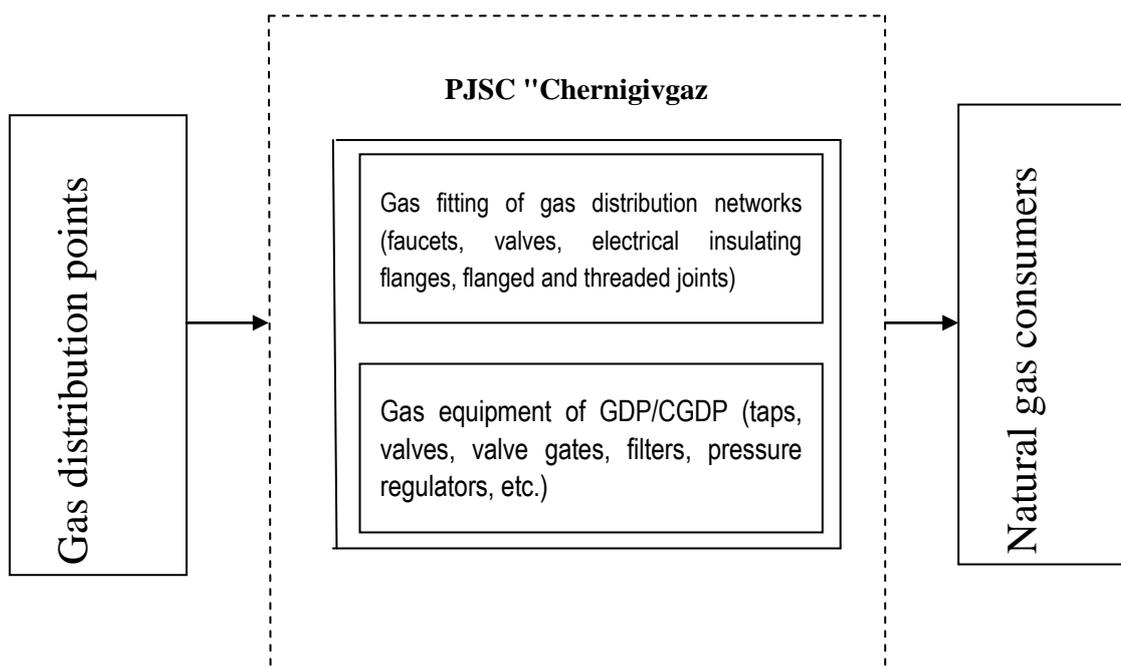 PJSC "Chernigivgaz
Gas distribution points
Gas fitting of gas distribution networks
(faucets, valves, electrical insulating
flanges, flanged and threaded joints)
Gas equipment of GDP/CGDP (taps,
valves, valve gates, filters, pressure
regulators, etc.)
Natural gas consumers